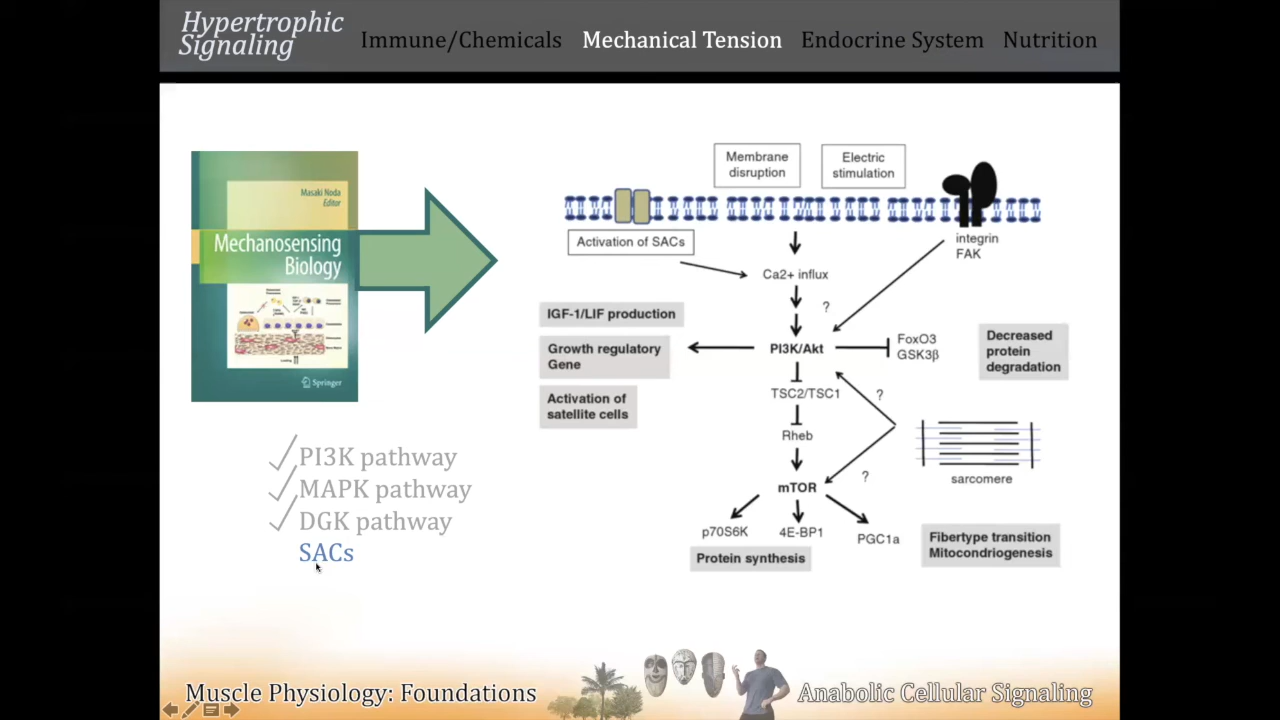 Hypertrophic
Signaling
Immune/Chemicals Mechanical Tension Endocrine System Nutrition
Masaki Noda
Editor
Mechanosensing
Biology
Springer
PI3K pathway
MAPK pathway
DGK pathway
SACs
Membrane
disruption
Electric
stimulation
Activation of SACs
integrin
FAK
Ca2+ influx
?
IGF-1/LIF production
Growth regulatory
Gene
Activation of
satellite cells
PI3K/Akt
FoxO3
GSK3β
Decreased
protein
degradation
TSC2/TSC1
?
Rheb
?
sarcomere
mTOR
p70S6K
4E-BP1
PGC1a
Protein synthesis
Fibertype transition
Mitocondriogenesis
Muscle Physiology: Foundations
Anabolic Cellular Signaling